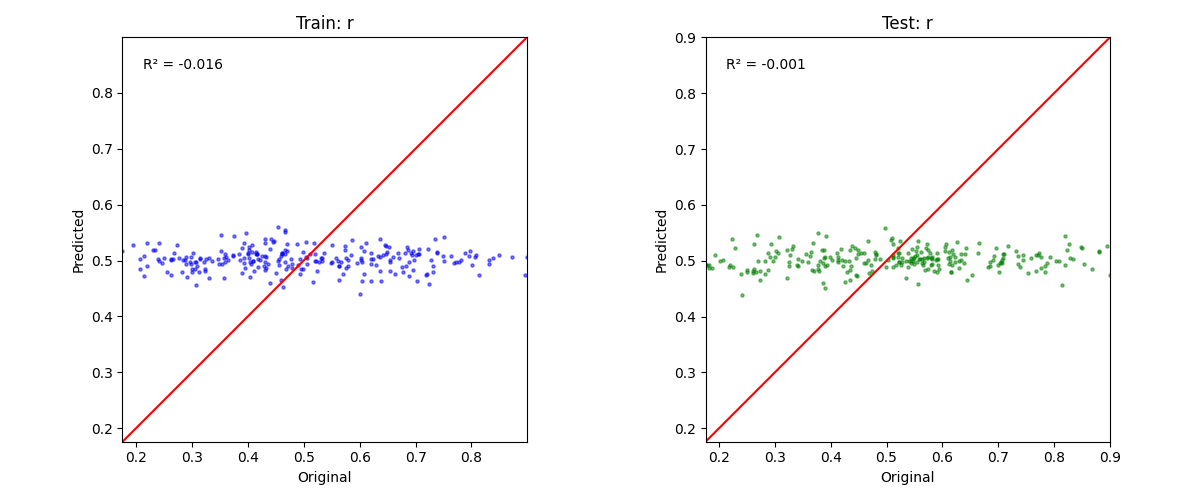 Train: r
R² = -0.016
0.8
0.7
0.6
0.5
0.4
0.3
0.2
Predicted
0.2 0.3 0.4 0.5 0.6 0.7 0.8
Original
Test: r
R² = -0.001
0.9
0.8
0.7
0.6
0.5
0.4
0.3
0.2
Predicted
0.2 0.3 0.4 0.5 0.6 0.7 0.8 0.9
Original